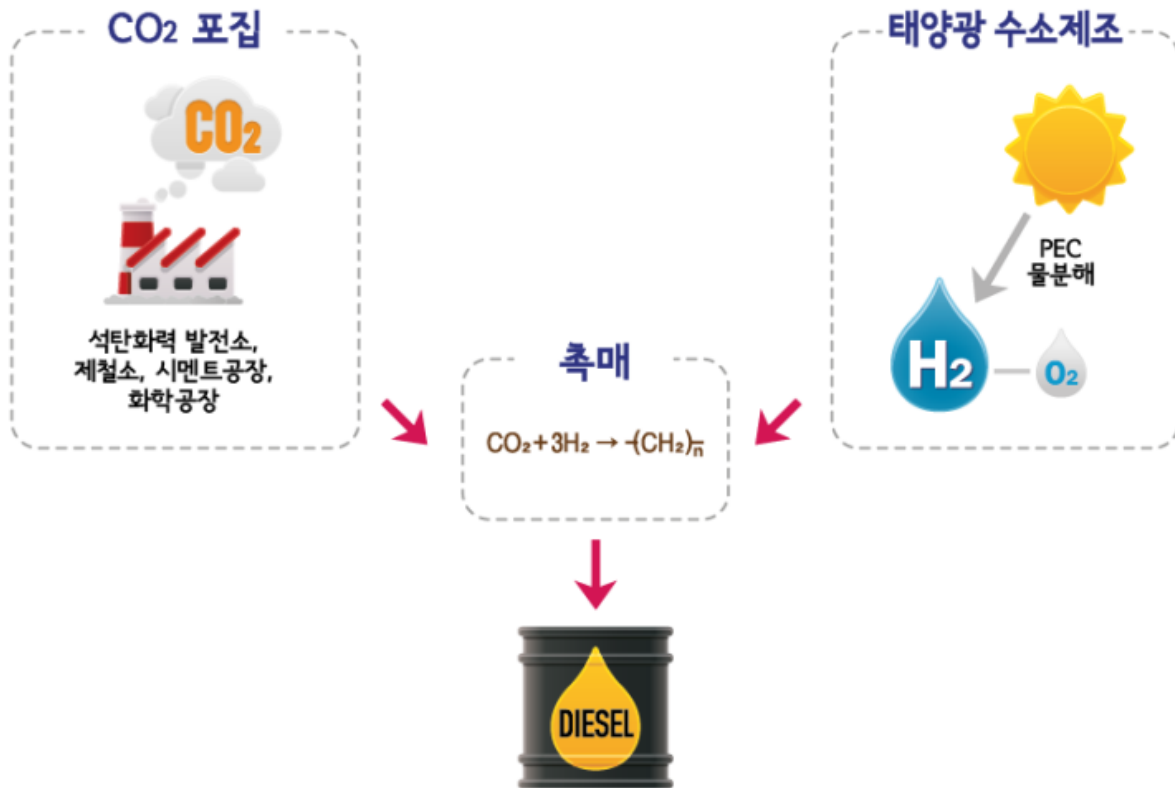 CO₂ 포집
CO₂
석탄화력 발전소,
제철소, 시멘트공장,
화학공장
태양광 수소제조
PEC
물분해
H₂
O₂
촉매
CO₂+3H₂ → -(CH₂)-n
DIESEL